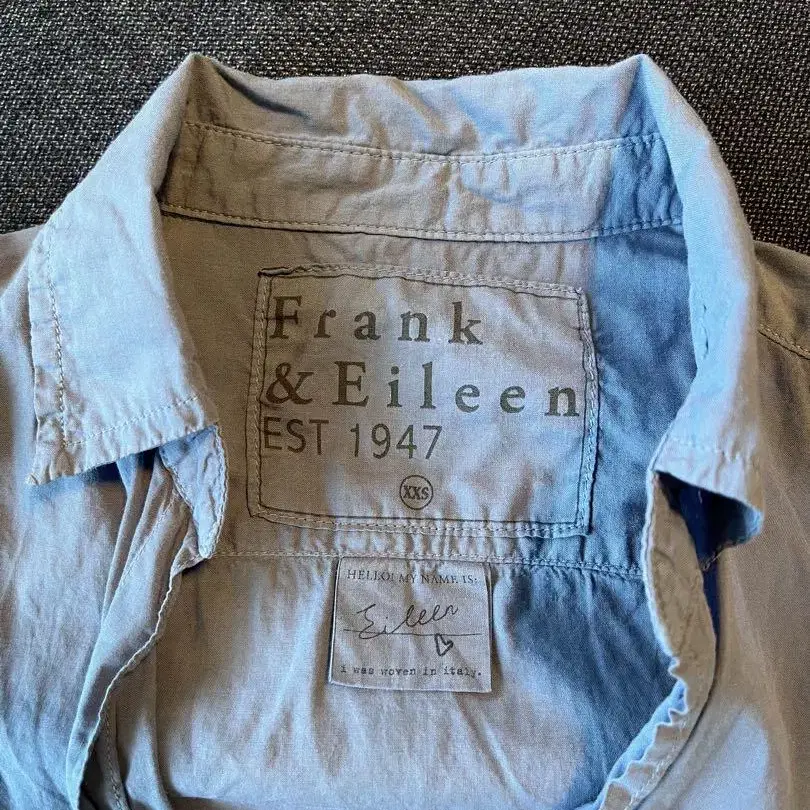 Frank
& Eileen
EST 1947
XXS
HELLO! MY NAME IS:
Eileen
i was woven in italy.